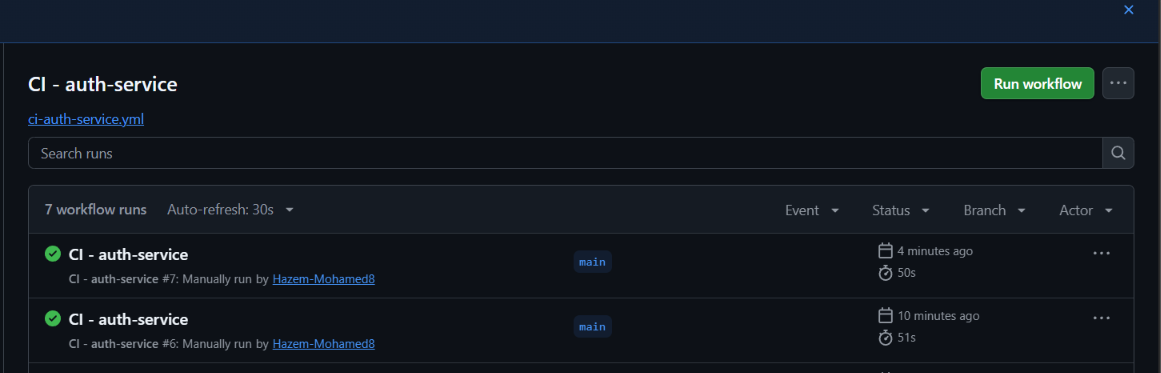 CI - auth-service
Run workflow
ci-auth-service.yml
Search runs
7 workflow runs Auto-refresh: 30s Event Status Branch Actor
CI - auth-service main 4 minutes ago
CI - auth-service #7: Manually run by Hazem-Mohamed8 50s
CI - auth-service main 10 minutes ago
CI - auth-service #6: Manually run by Hazem-Mohamed8 51s